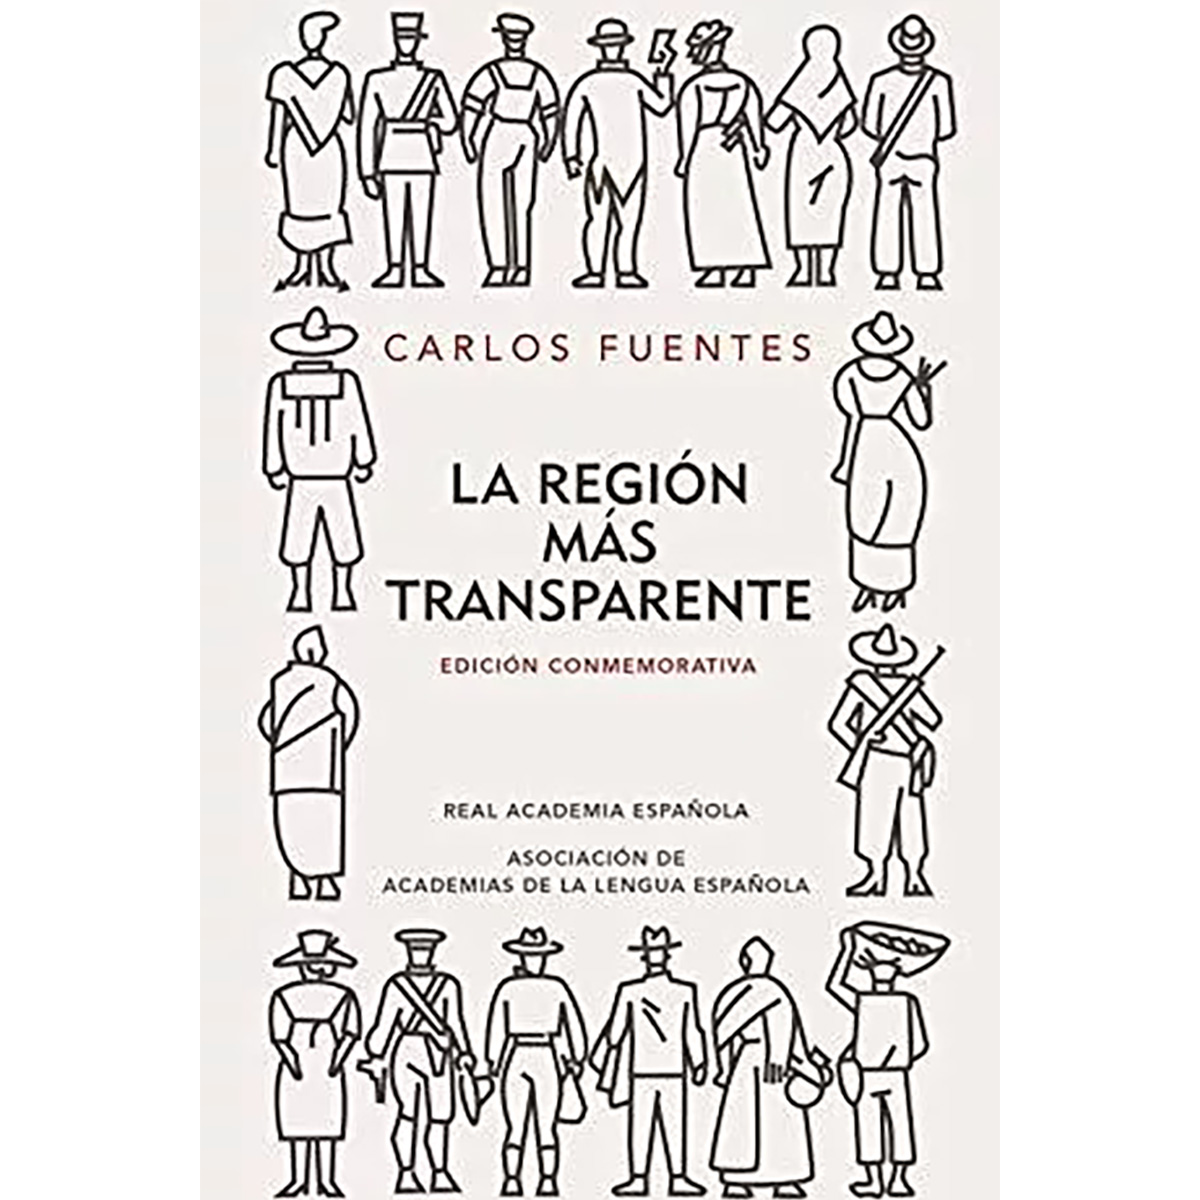 CARLOS FUENTES
LA REGIÓN
MÁS
TRANSPARENTE
EDICIÓN CONMEMORATIVA
REAL ACADEMIA ESPAÑOLA
ASOCIACIÓN DE
ACADEMIAS DE LA LENGUA ESPAÑOLA